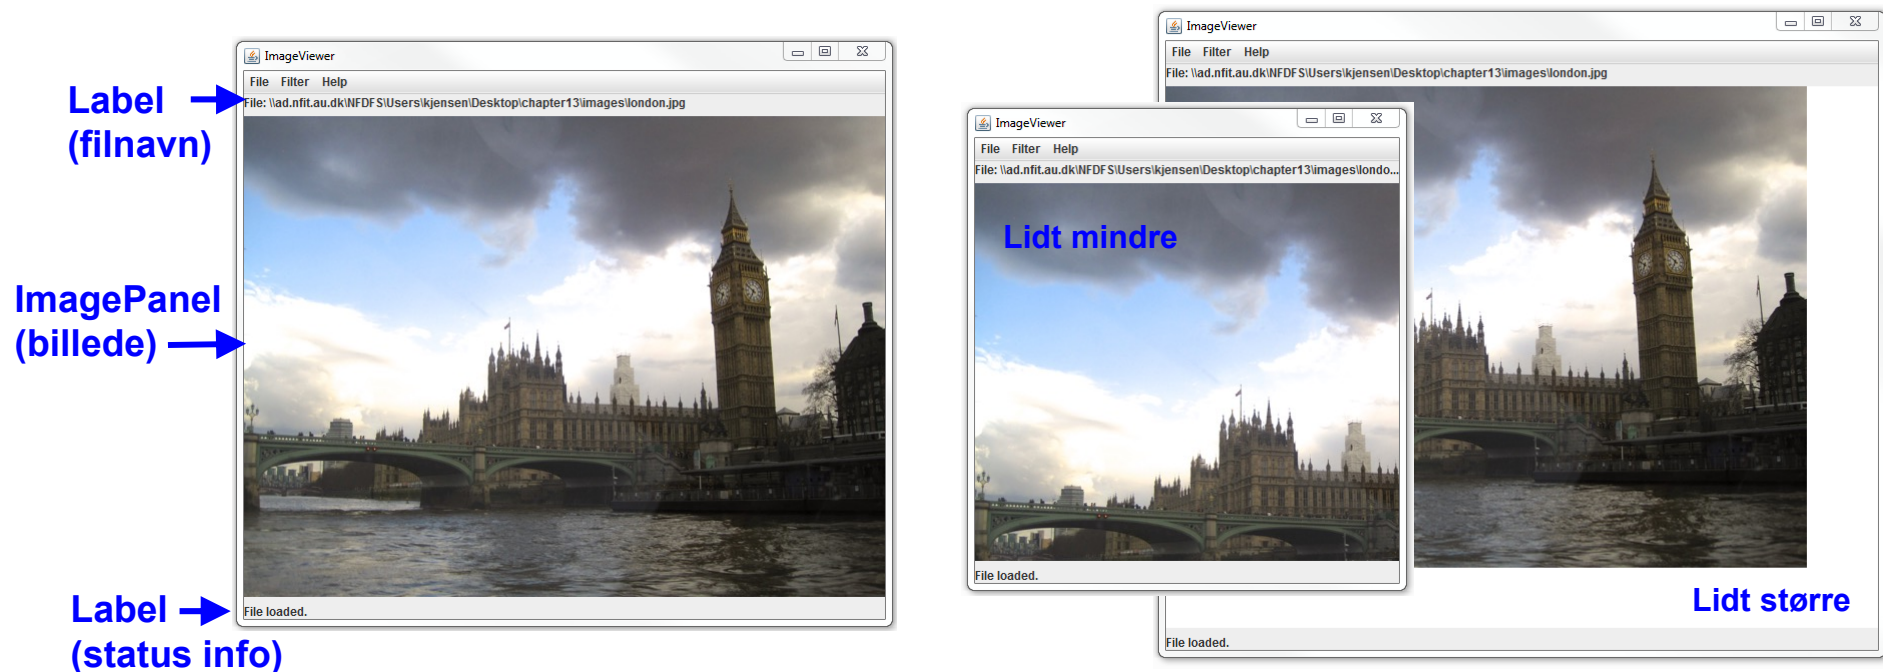 Label
(filnavn)
ImagePanel
(billede)
Label
(status info)
ImageViewer
File Filter Help
File: \\ad.nfit.au.dk\NFDFS\Users\kjensen\Desktop\chapter13\images\london.jpg
File loaded.
ImageViewer
File Filter Help
File: \\ad.nfit.au.dk\NFDFS\Users\kjensen\Desktop\chapter13\images\londo...
Lidt mindre
File loaded.
ImageViewer
File Filter Help
File: \\ad.nfit.au.dk\NFDFS\Users\kjensen\Desktop\chapter13\images\london.jpg
Lidt større
File loaded.